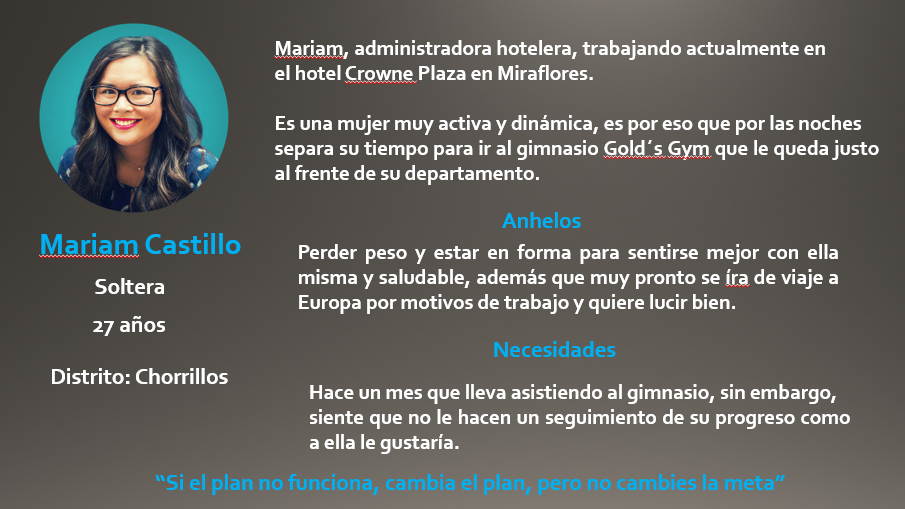 Mariam, administradora hotelera, trabajando actualmente en
el hotel Crowne Plaza en Miraflores.
Es una mujer muy activa y dinámica, es por eso que por las noches
separa su tiempo para ir al gimnasio Gold´s Gym que le queda justo
al frente de su departamento.
Mariam Castillo
Soltera
27 años
Distrito: Chorrillos
Anhelos
Perder peso y estar en forma para sentirse mejor con ella
misma y saludable, además que muy pronto se íra de viaje a
Europa por motivos de trabajo y quiere lucir bien.
Necesidades
Hace un mes que lleva asistiendo al gimnasio, sin embargo,
siente que no le hacen un seguimiento de su progreso como
a ella le gustaría.
“Si el plan no funciona, cambia el plan, pero no cambies la meta”